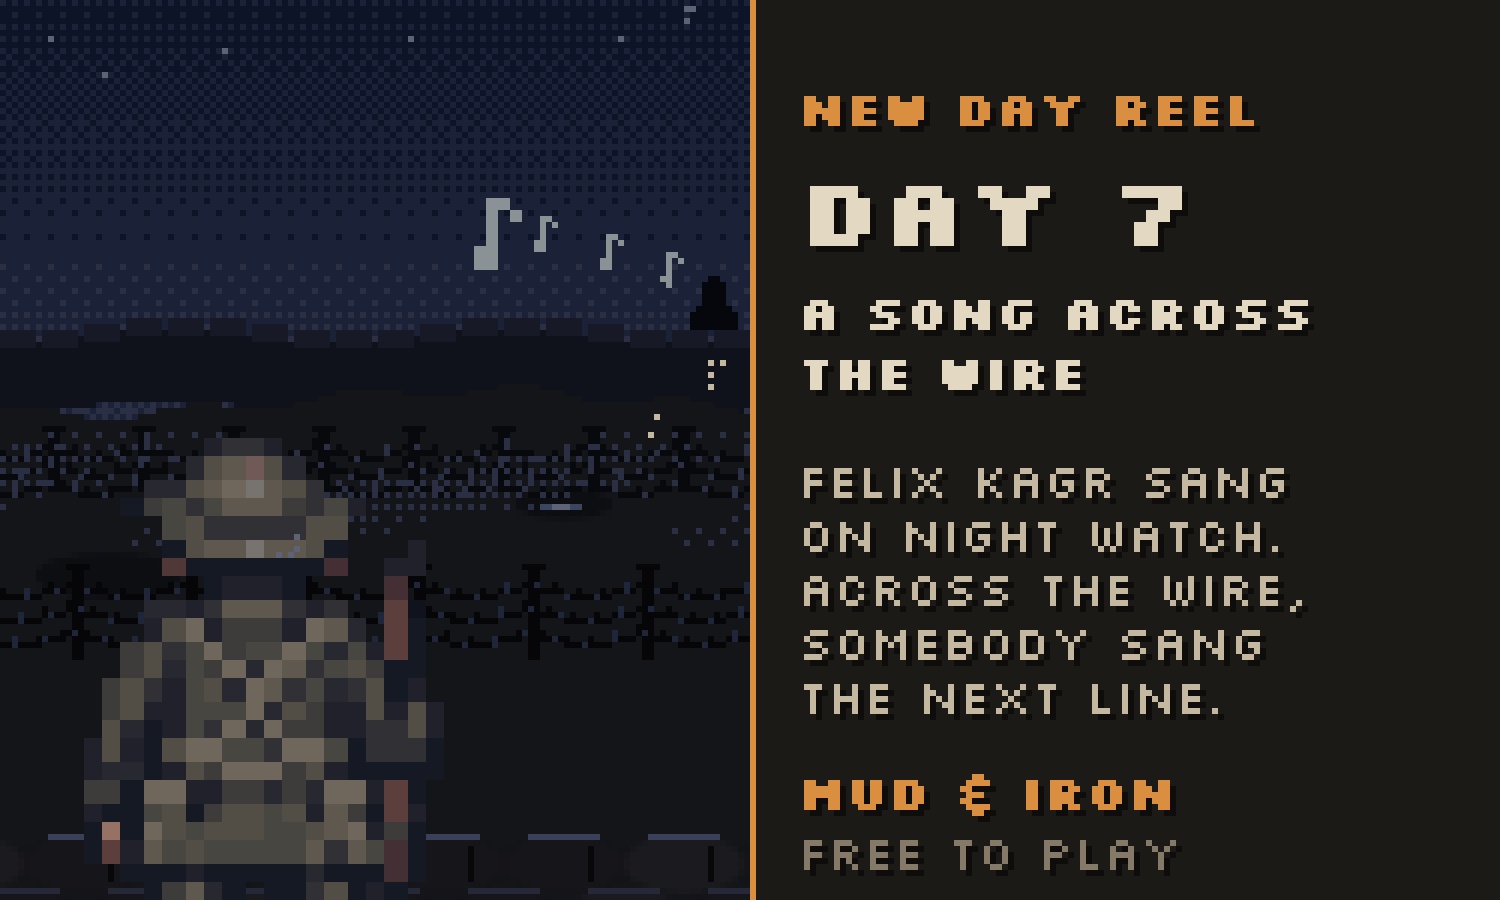 NEW DAY REEL
DAY 7
A SONG ACROSS
THE WIRE
FELIX KAGR SANG
ON NIGHT WATCH.
ACROSS THE WIRE,
SOMEBODY SANG
THE NEXT LINE.
MUD & IRON
FREE TO PLAY